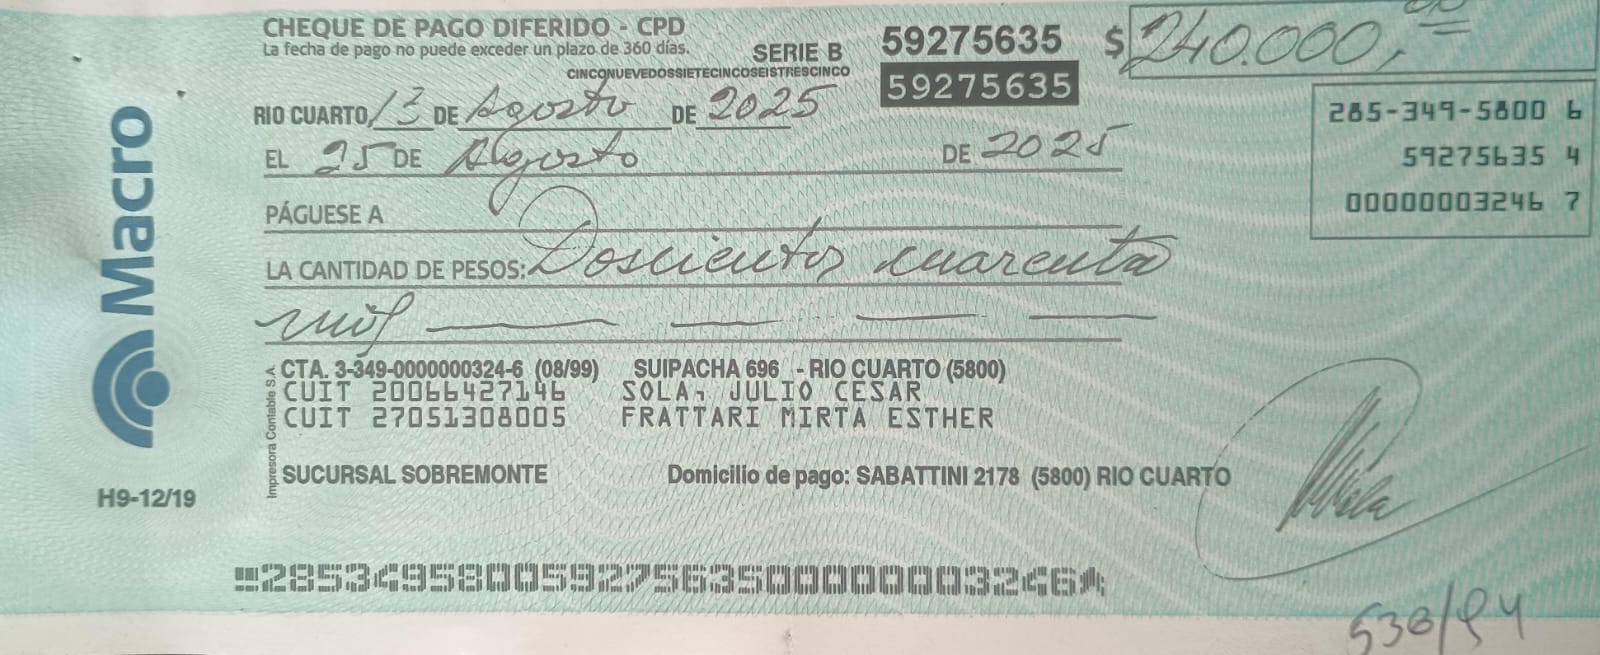 CHEQUE DE PAGO DIFERIDO - CPD
La fecha de pago no puede exceder un plazo de 360 días.
SERIE B
59275635
$ 240.000,00
CINCONUEVEDOSSIETECINCOSEISTRESCINCO
59275635
RIO CUARTO, 13 DE Agosto DE 2025
EL 25 DE Agosto DE 2025
285-349-5800 6
59275635 4
00000003246 7
PÁGUESE A
LA CANTIDAD DE PESOS: Doscientos cuarenta
mil
Macro
CTA. 3-349-0000000324-6 (08/99) SUIPACHA 696 - RIO CUARTO (5800)
CUIT 20066427146 SOLA, JULIO CESAR
CUIT 27051308005 FRATTARI MIRTA ESTHER
Impresora Contable S.A.
SUCURSAL SOBREMONTE Domicilio de pago: SABATTINI 2178 (5800) RIO CUARTO
H9-12/19
285349580059275635000000003246